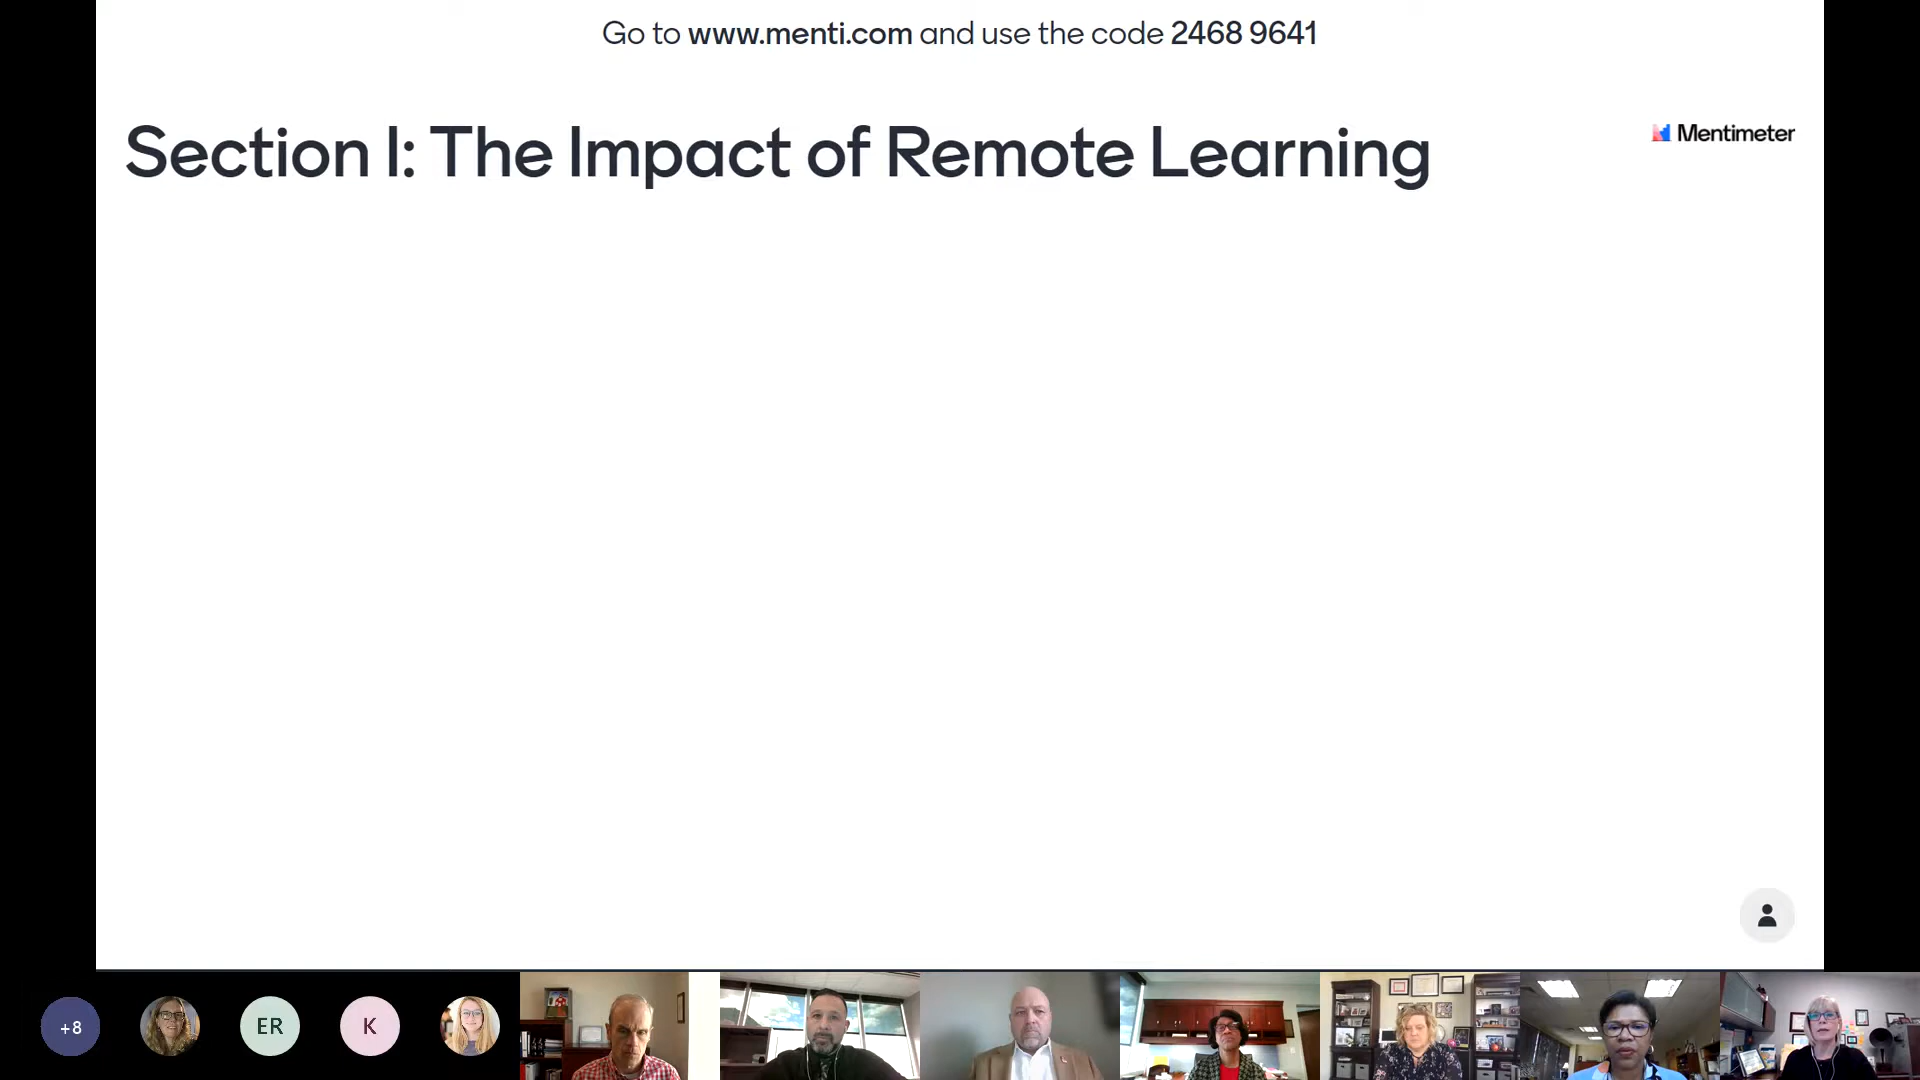 Go to www.menti.com and use the code 2468 9641
Section I: The Impact of Remote Learning
Mentimeter
+8
ER
K